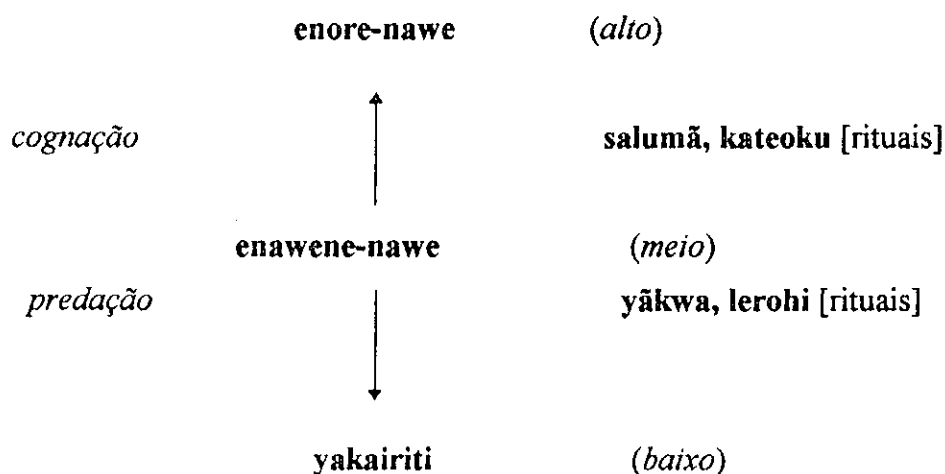 enore-nawe (alto)
cognação salumã, kateoku [rituais]
enawene-nawe (meio)
predação yãkwa, lerohi [rituais]
yakairiti (baixo)